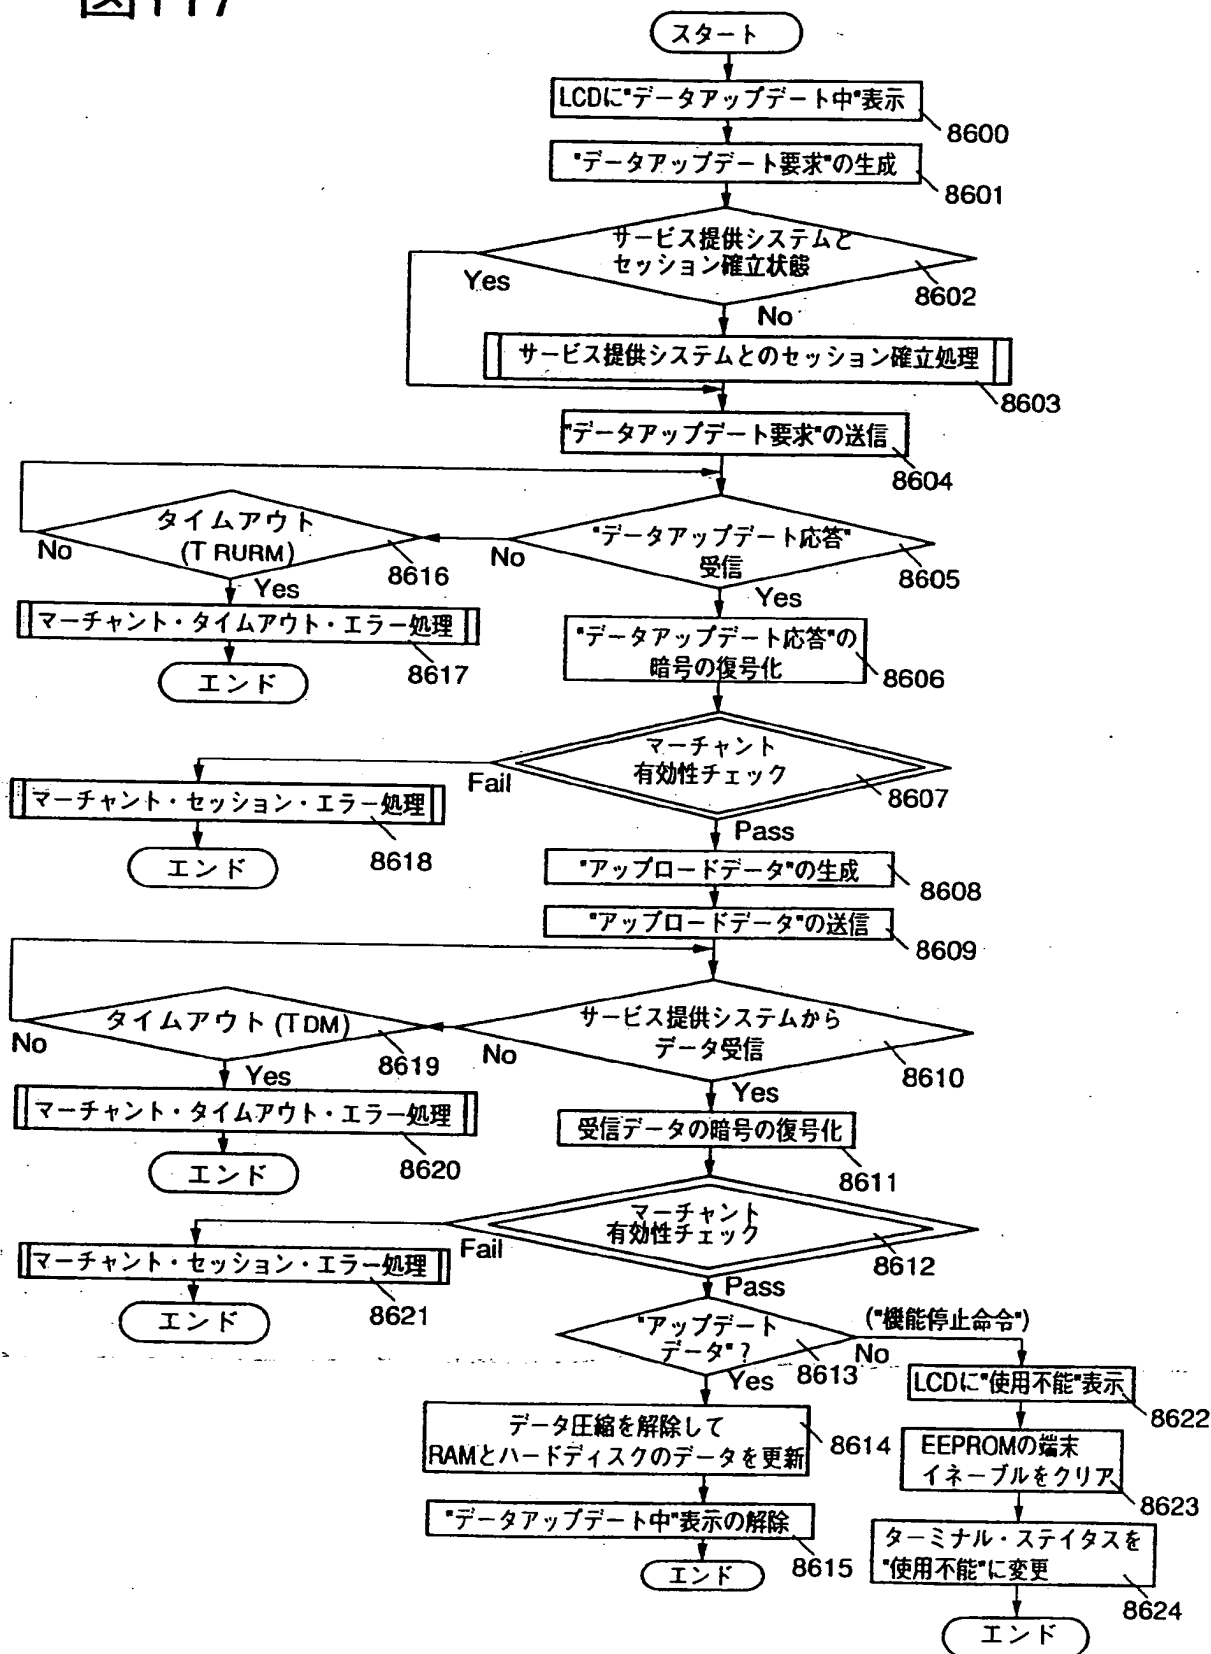 図117
スタート
LCDに"データアップデート中"表示
8600
"データアップデート要求"の生成
8601
サービス提供システムと
セッション確立状態
8602
Yes
No
サービス提供システムとのセッション確立処理
8603
"データアップデート要求"の送信
8604
タイムアウト
(T RURM)
8616
No
Yes
"データアップデート応答"
受信
8605
No
Yes
マーチャント・タイムアウト・エラー処理
8617
エンド
"データアップデート応答"の
暗号の復号化
8606
マーチャント
有効性チェック
8607
Fail
Pass
マーチャント・セッション・エラー処理
8618
エンド
"アップロードデータ"の生成
8608
"アップロードデータ"の送信
8609
タイムアウト(TDM)
8619
No
Yes
サービス提供システムから
データ受信
8610
No
Yes
マーチャント・タイムアウト・エラー処理
8620
エンド
受信データの暗号の復号化
8611
マーチャント
有効性チェック
8612
Fail
Pass
マーチャント・セッション・エラー処理
8621
エンド
"アップデート
データ"?
8613
("機能停止命令")
No
Yes
LCDに"使用不能"表示
8622
データ圧縮を解除して
RAMとハードディスクのデータを更新
8614
EEPROMの端末
イネーブルをクリア
8623
"データアップデート中"表示の解除
8615
エンド
ターミナル・ステイタスを
"使用不能"に変更
8624
エンド